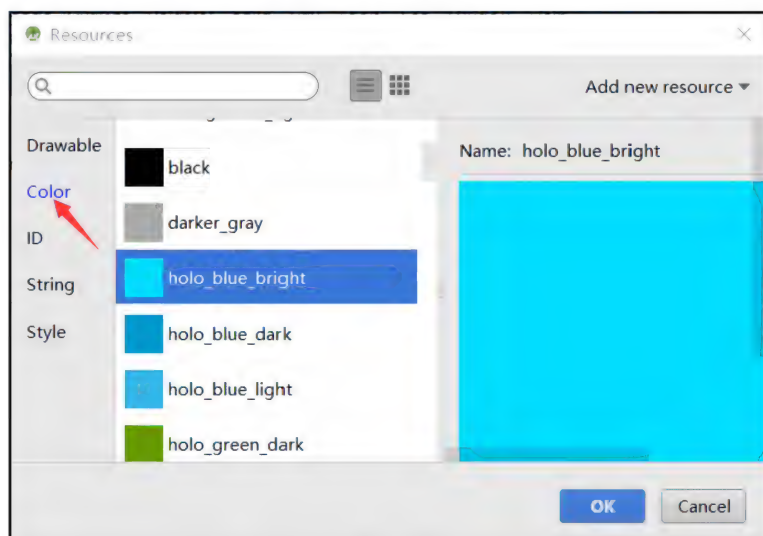 Resources
Add new resource
Drawable
Color
ID
String
Style
black
darker_gray
holo_blue_bright
holo_blue_dark
holo_blue_light
holo_green_dark
Name: holo_blue_bright
OK
Cancel